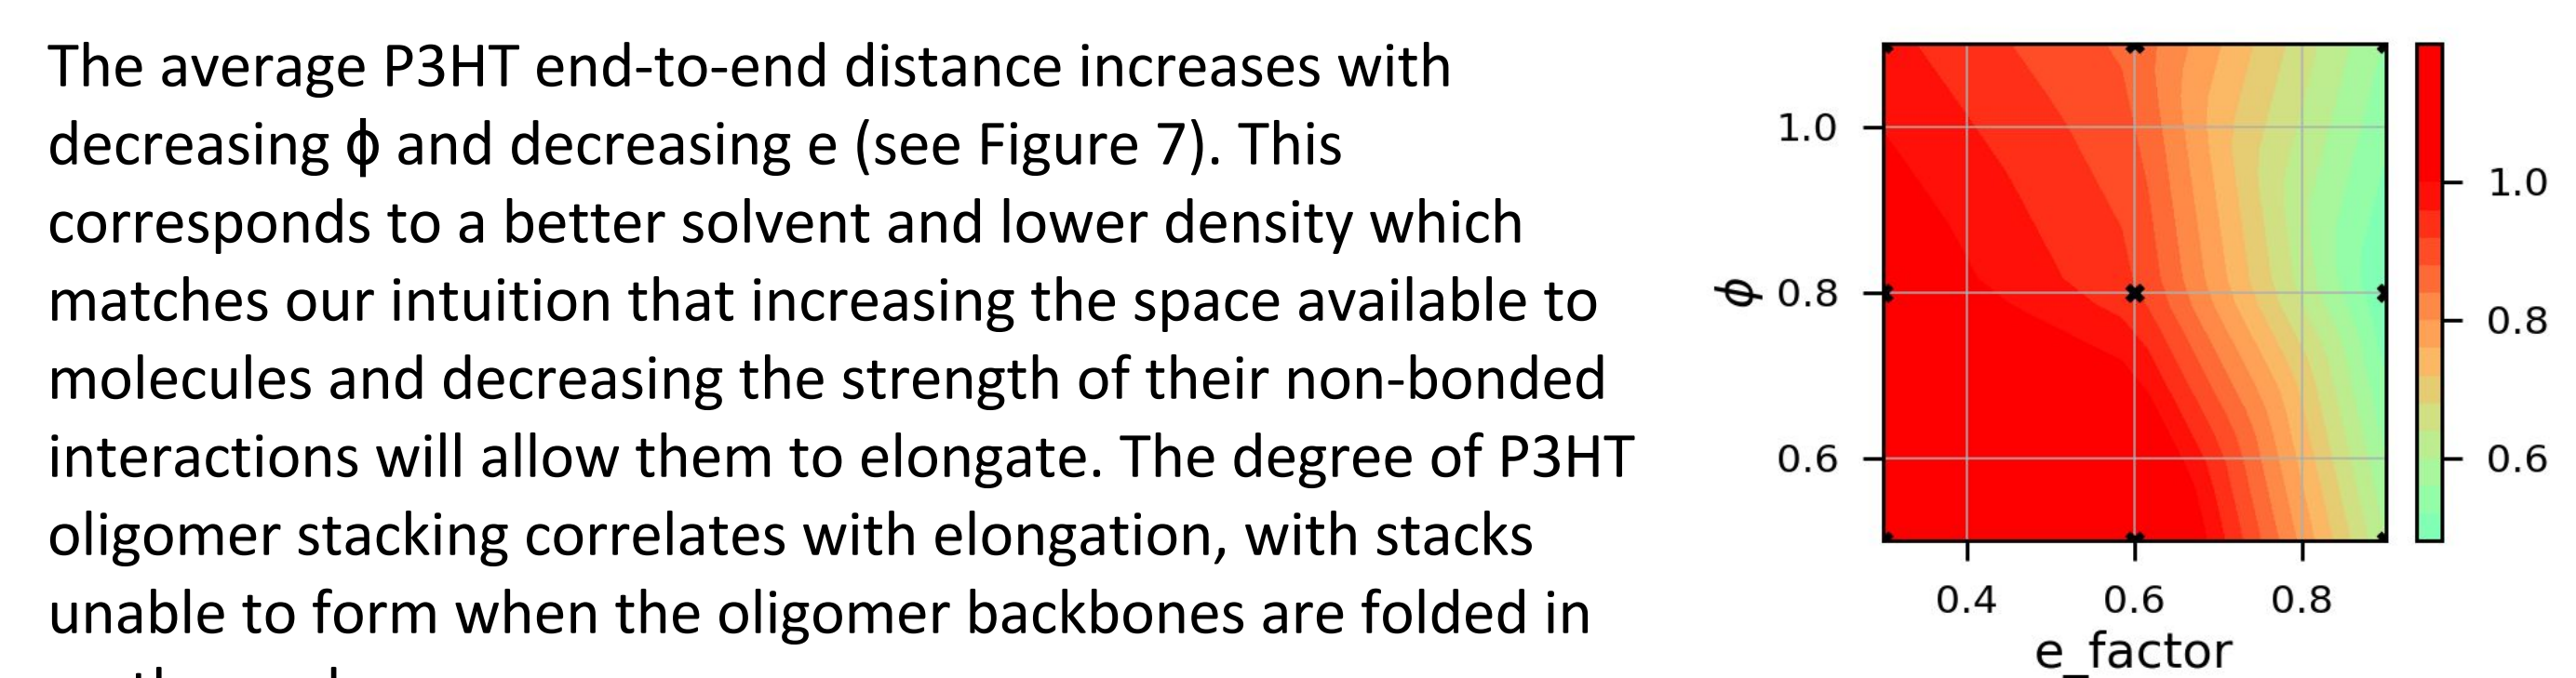 The average P3HT end-to-end distance increases with
decreasing ϕ and decreasing e (see Figure 7). This
corresponds to a better solvent and lower density which
matches our intuition that increasing the space available to
molecules and decreasing the strength of their non-bonded
interactions will allow them to elongate. The degree of P3HT
oligomer stacking correlates with elongation, with stacks
unable to form when the oligomer backbones are folded in
1.0
0.8
0.6
ϕ
0.4 0.6 0.8
e_factor
1.0
0.8
0.6